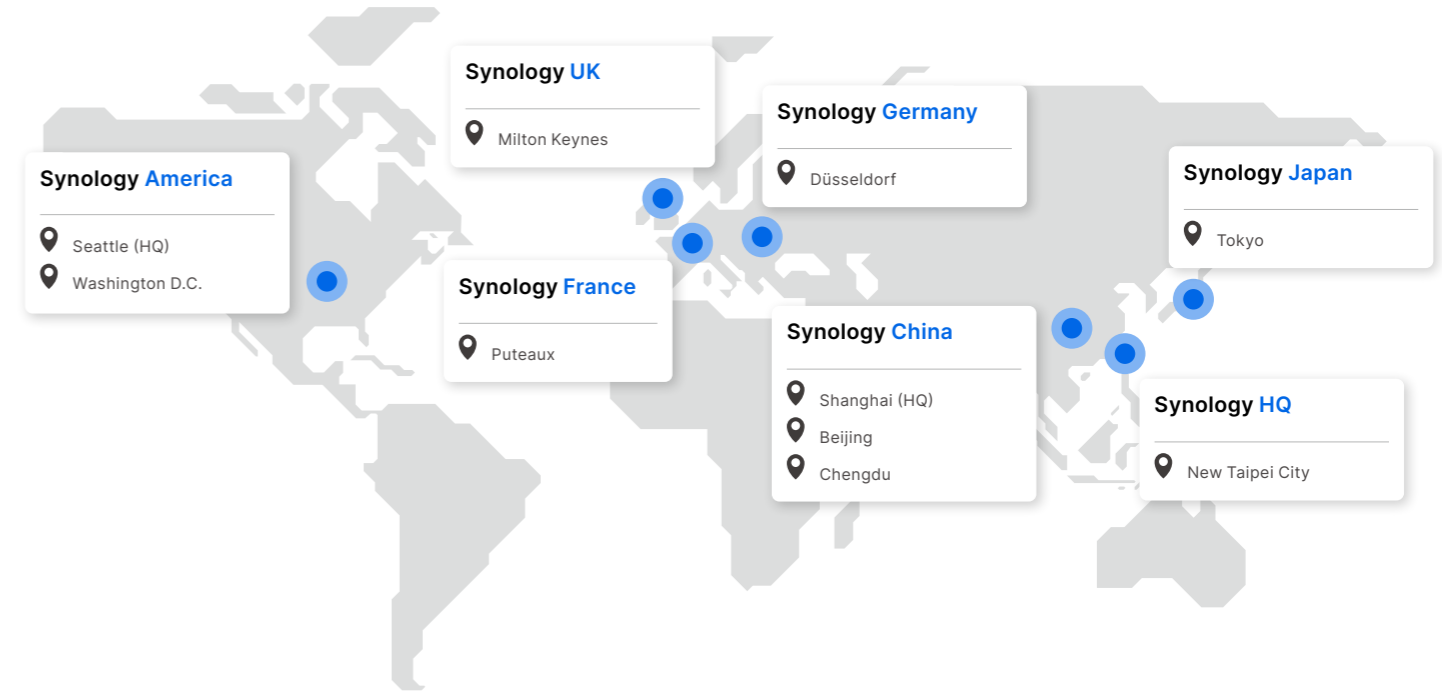 Synology UK
Milton Keynes
Synology Germany
Düsseldorf
Synology America
Seattle (HQ)
Washington D.C.
Synology Japan
Tokyo
Synology France
Puteaux
Synology China
Shanghai (HQ)
Beijing
Chengdu
Synology HQ
New Taipei City